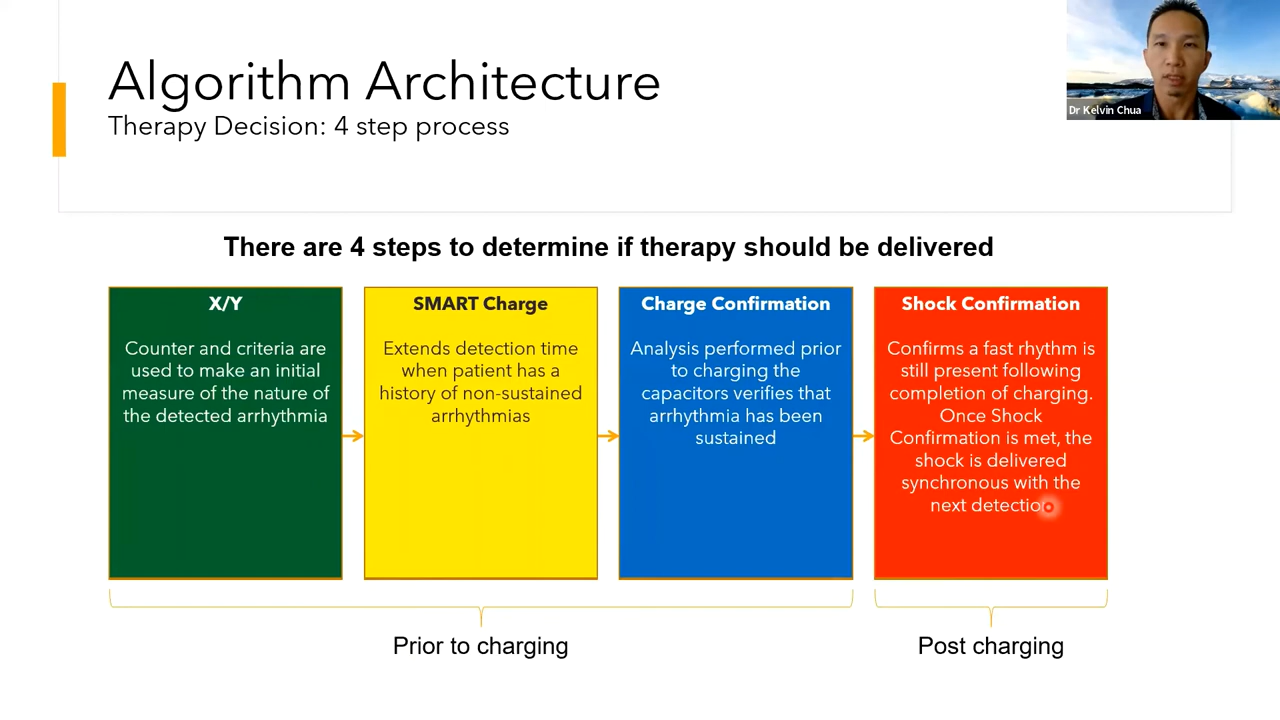 Algorithm Architecture
Therapy Decision: 4 step process
Dr Kelvin Chua
There are 4 steps to determine if therapy should be delivered
X/Y
Counter and criteria are
used to make an initial
measure of the nature of
the detected arrhythmia
SMART Charge
Extends detection time
when patient has a
history of non-sustained
arrhythmias
Charge Confirmation
Analysis performed prior
to charging the
capacitors verifies that
arrhythmia has been
sustained
Shock Confirmation
Confirms a fast rhythm is
still present following
completion of charging.
Once Shock
Confirmation is met, the
shock is delivered
synchronous with the
next detection
Prior to charging
Post charging